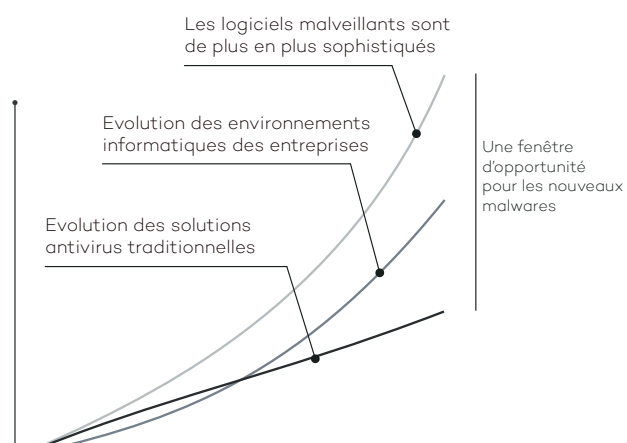 Les logiciels malveillants sont
de plus en plus sophistiqués
Evolution des environnements
informatiques des entreprises
Une fenêtre
d'opportunité
pour les nouveaux
malwares
Evolution des solutions
antivirus traditionnelles